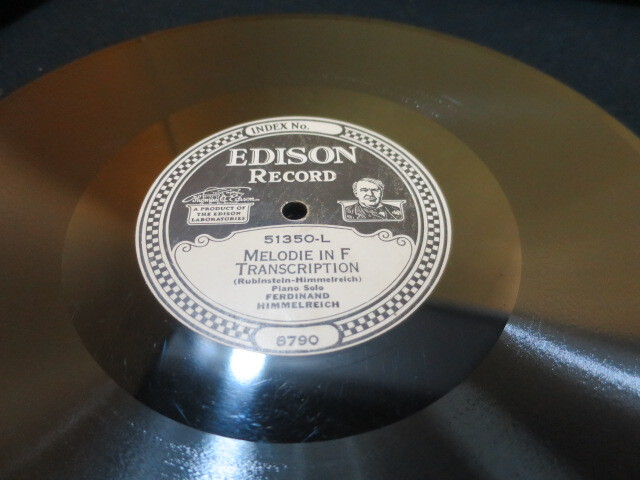 INDEX No.
EDISON
RECORD
Thomas A Edison
A PRODUCT OF
THE EDISON
LABORATORIES
51350-L
MELODIE IN F
TRANSCRIPTION
(Rubinstein-Himmelreich)
Piano Solo
FERDINAND
HIMMELREICH
8790